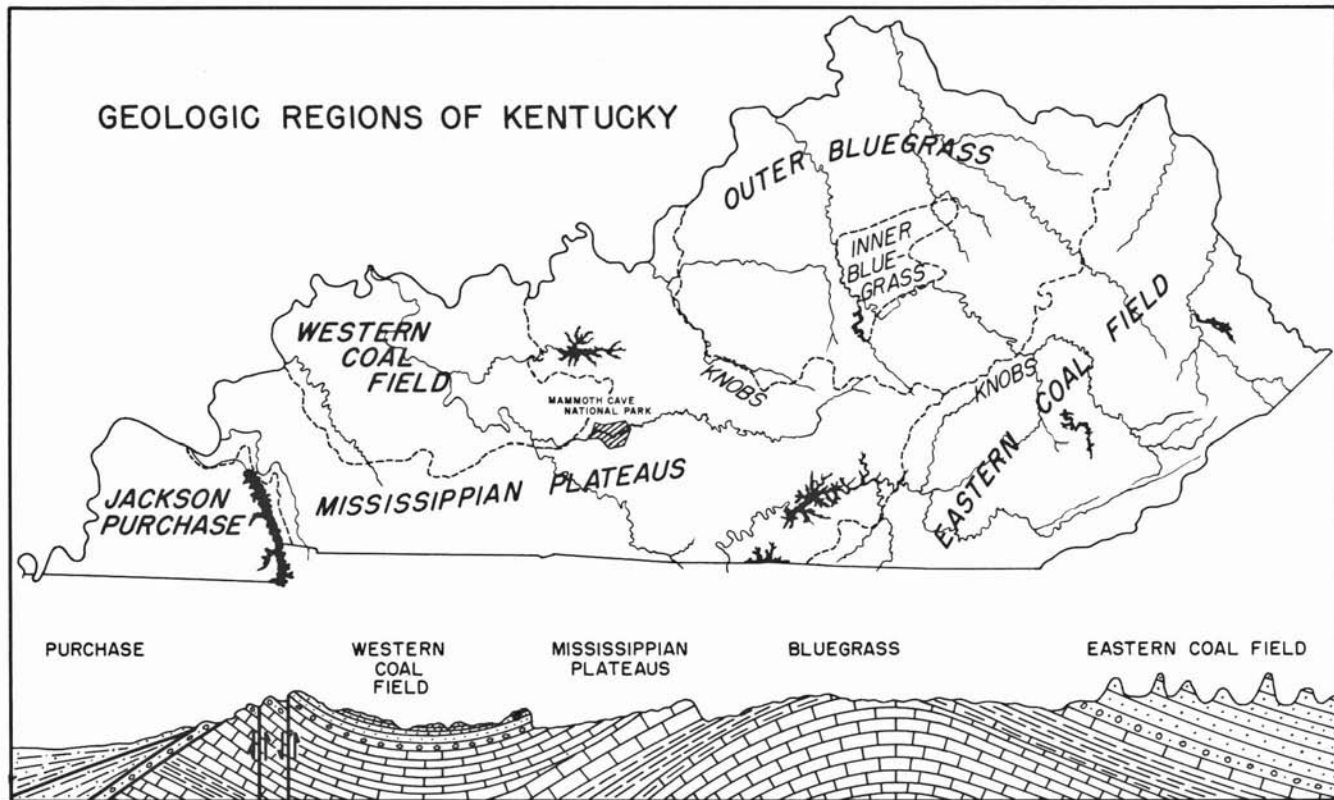 GEOLOGIC REGIONS OF KENTUCKY
OUTER BLUEGRASS
INNER
BLUE-
GRASS
WESTERN
COAL
FIELD
KNOBS
KNOBS
EASTERN COAL FIELD
MAMMOTH CAVE
NATIONAL PARK
JACKSON
PURCHASE
MISSISSIPPIAN PLATEAUS
PURCHASE
WESTERN
COAL
FIELD
MISSISSIPPIAN
PLATEAUS
BLUEGRASS
EASTERN COAL FIELD